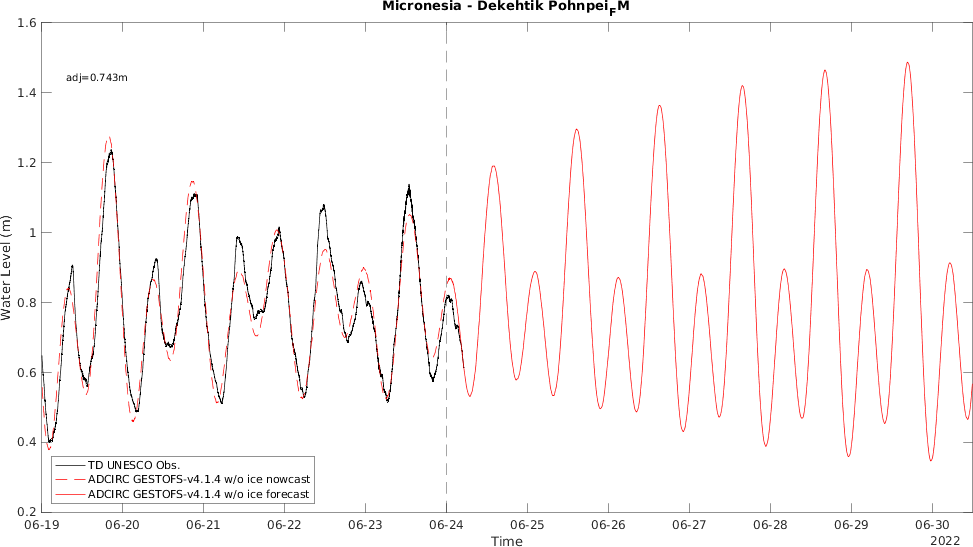 Micronesia - Dekehtik Pohnpei_FM
adj=0.743m
Water Level (m)
1.6
1.4
1.2
1
0.8
0.6
0.4
0.2
TD UNESCO Obs.
ADCIRC GESTOFS-v4.1.4 w/o ice nowcast
ADCIRC GESTOFS-v4.1.4 w/o ice forecast
06-19 06-20 06-21 06-22 06-23 06-24 06-25 06-26 06-27 06-28 06-29 06-30
Time
2022